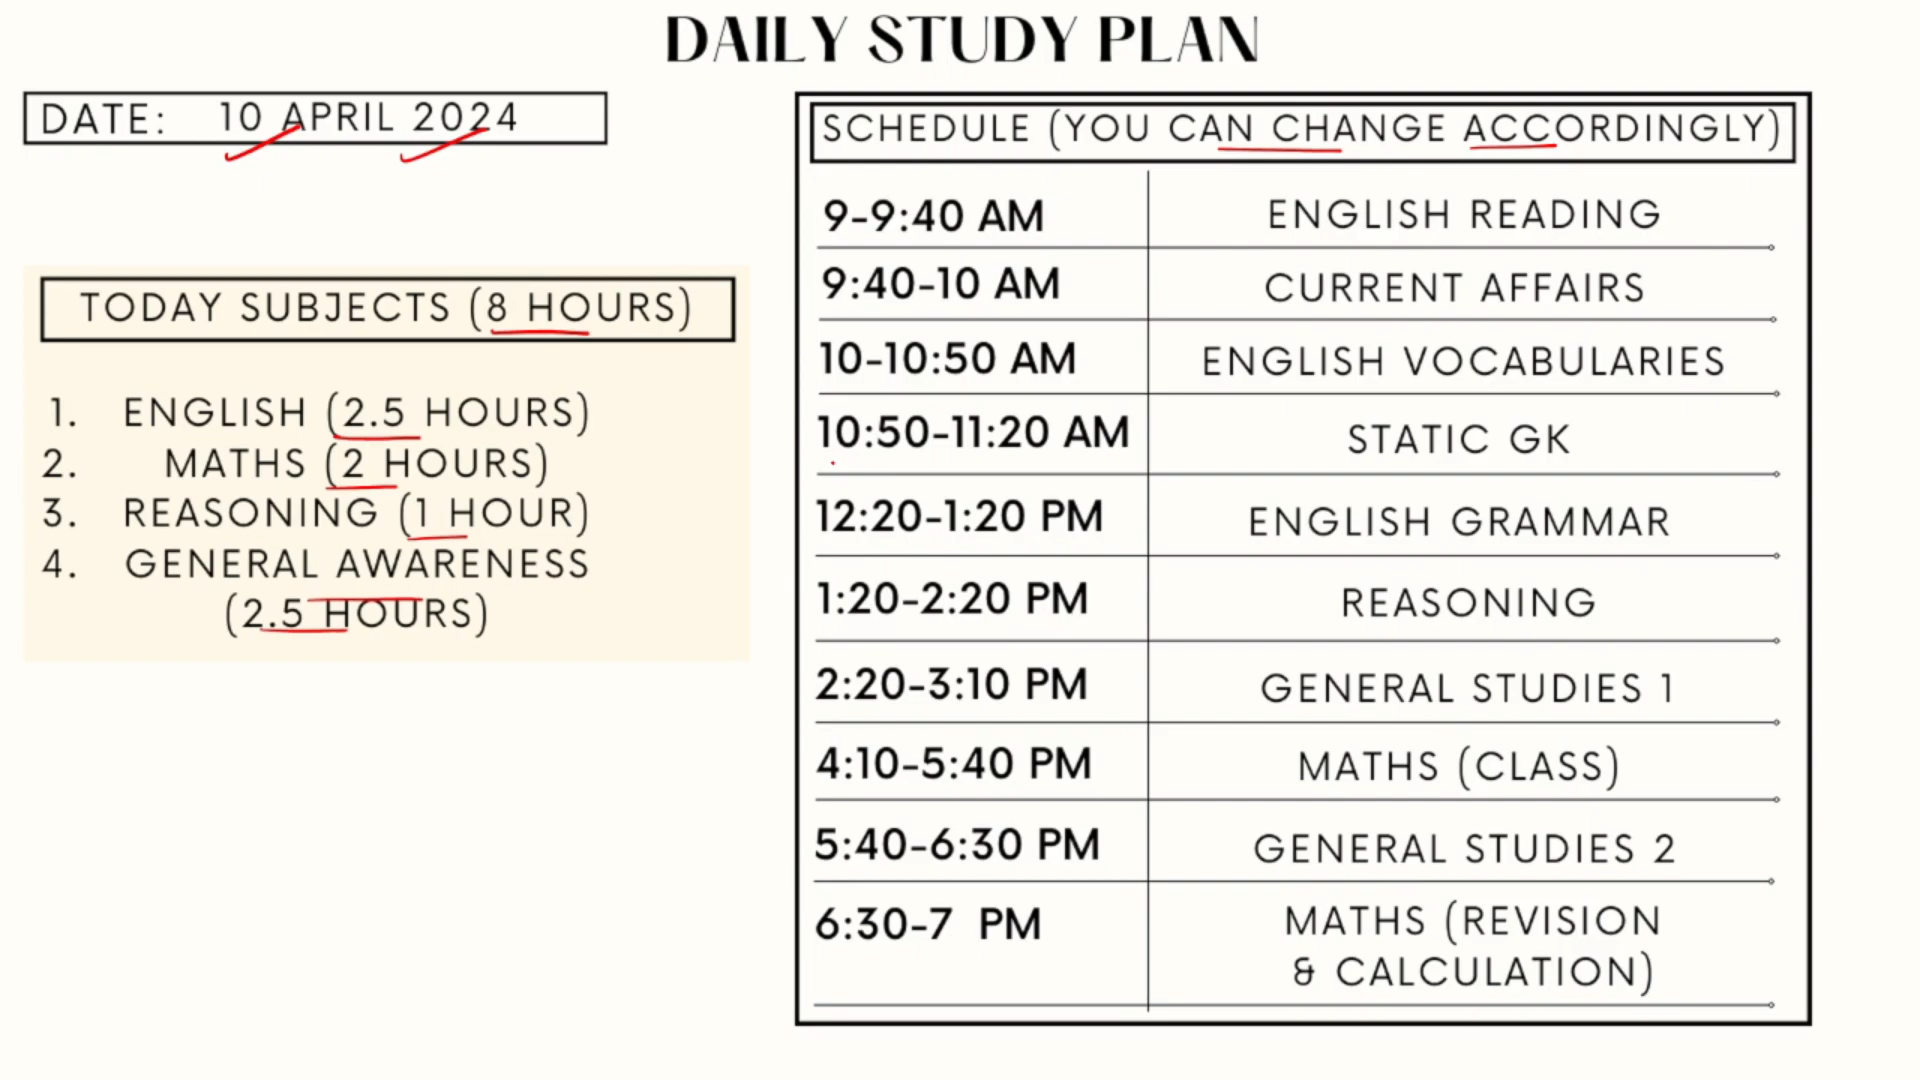 DAILY STUDY PLAN
DATE: 10 APRIL 2024
TODAY SUBJECTS (8 HOURS)
1. ENGLISH (2.5 HOURS)
2. MATHS (2 HOURS)
3. REASONING (1 HOUR)
4. GENERAL AWARENESS
(2.5 HOURS)
SCHEDULE (YOU CAN CHANGE ACCORDINGLY)
9-9:40 AM ENGLISH READING
9:40-10 AM CURRENT AFFAIRS
10-10:50 AM ENGLISH VOCABULARIES
10:50-11:20 AM STATIC GK
12:20-1:20 PM ENGLISH GRAMMAR
1:20-2:20 PM REASONING
2:20-3:10 PM GENERAL STUDIES 1
4:10-5:40 PM MATHS (CLASS)
5:40-6:30 PM GENERAL STUDIES 2
6:30-7 PM MATHS (REVISION
& CALCULATION)